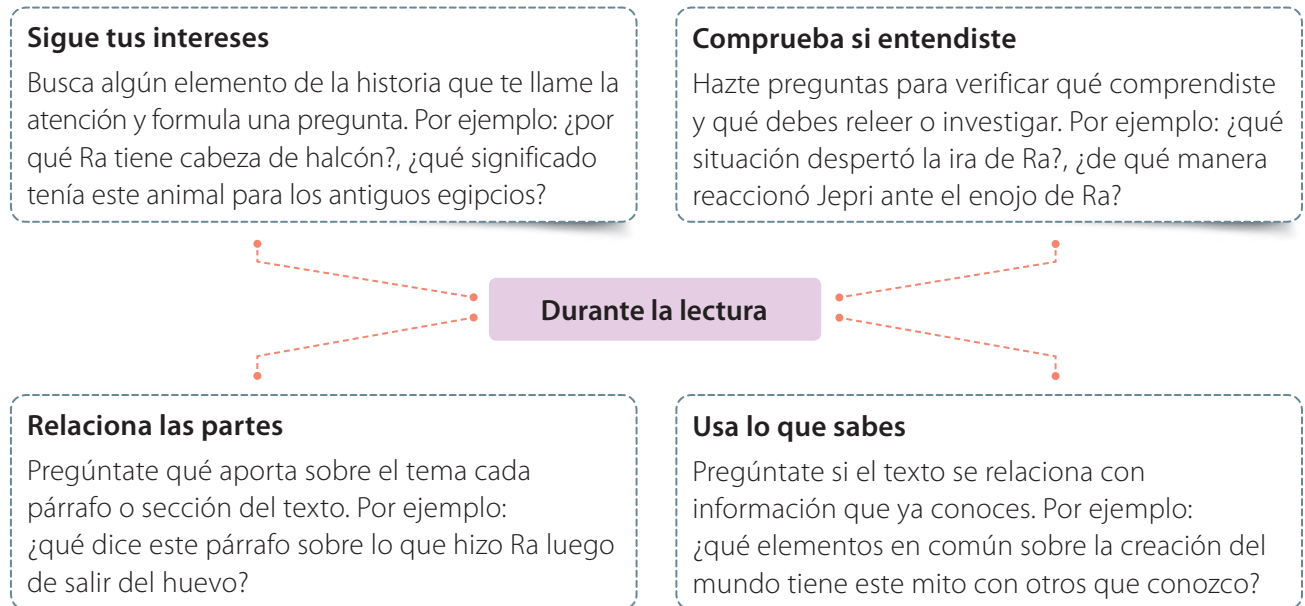 Sigue tus intereses
Busca algún elemento de la historia que te llame la
atención y formula una pregunta. Por ejemplo: ¿por
qué Ra tiene cabeza de halcón?, ¿qué significado
tenía este animal para los antiguos egipcios?
Comprueba si entendiste
Hazte preguntas para verificar qué comprendiste
y qué debes releer o investigar. Por ejemplo: ¿qué
situación despertó la ira de Ra?, ¿de qué manera
reaccionó Jepri ante el enojo de Ra?
Durante la lectura
Relaciona las partes
Pregúntate qué aporta sobre el tema cada
párrafo o sección del texto. Por ejemplo:
¿qué dice este párrafo sobre lo que hizo Ra luego
de salir del huevo?
Usa lo que sabes
Pregúntate si el texto se relaciona con
información que ya conoces. Por ejemplo:
¿qué elementos en común sobre la creación del
mundo tiene este mito con otros que conozco?